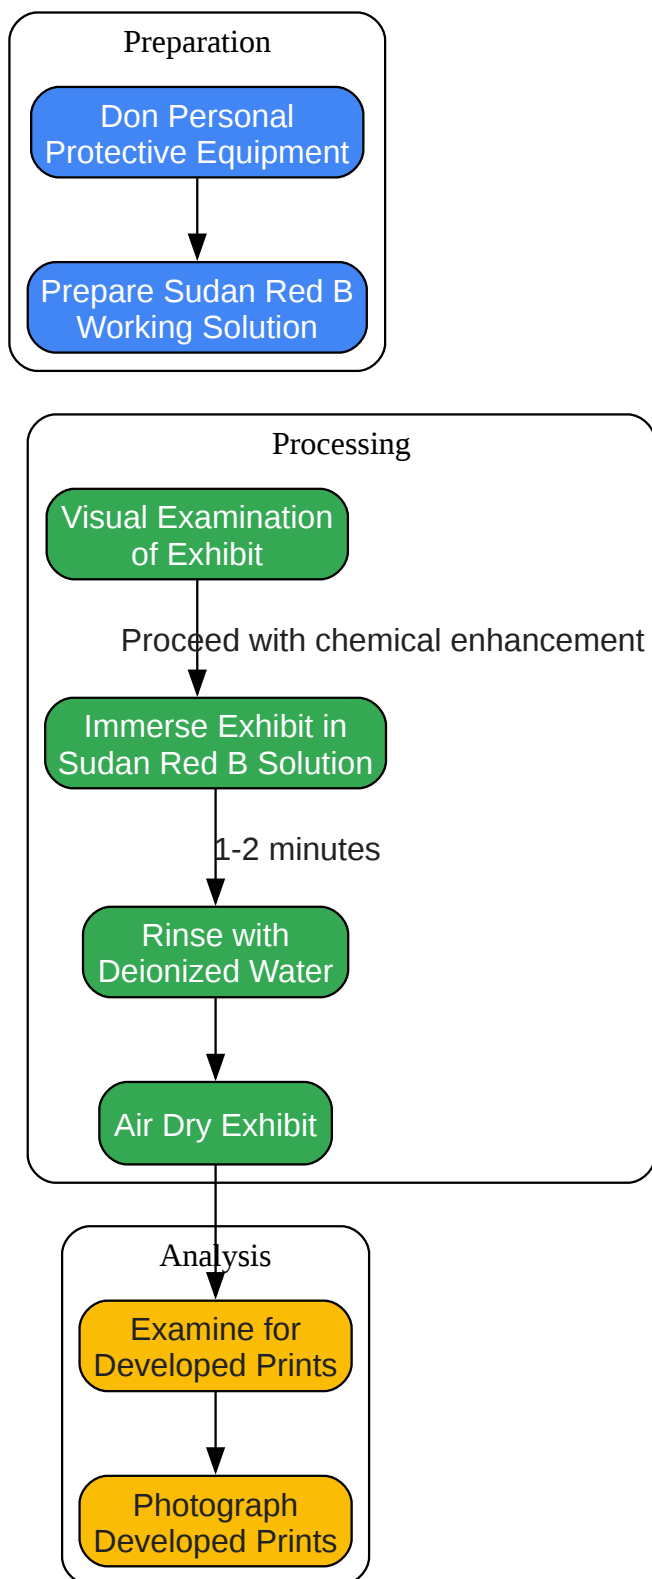 Preparation
Don Personal
Protective Equipment
Prepare Sudan Red B
Working Solution
Processing
Visual Examination
of Exhibit
Proceed with chemical enhancement
Immerse Exhibit in
Sudan Red B Solution
1-2 minutes
Rinse with
Deionized Water
Air Dry Exhibit
Analysis
Examine for
Developed Prints
Photograph
Developed Prints